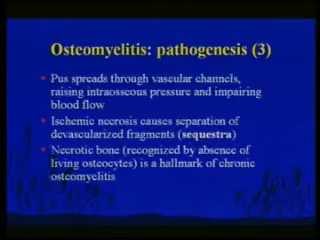 Osteomyelitis: pathogenesis (3)
Pus spreads through vascular channels,
raising intraosseous pressure and impairing
blood flow
Ischemic necrosis causes separation of
devascularized fragments (sequestra)
Necrotic bone (recognized by absence of
living osteocytes) is a hallmark of chronic
osteomyelitis